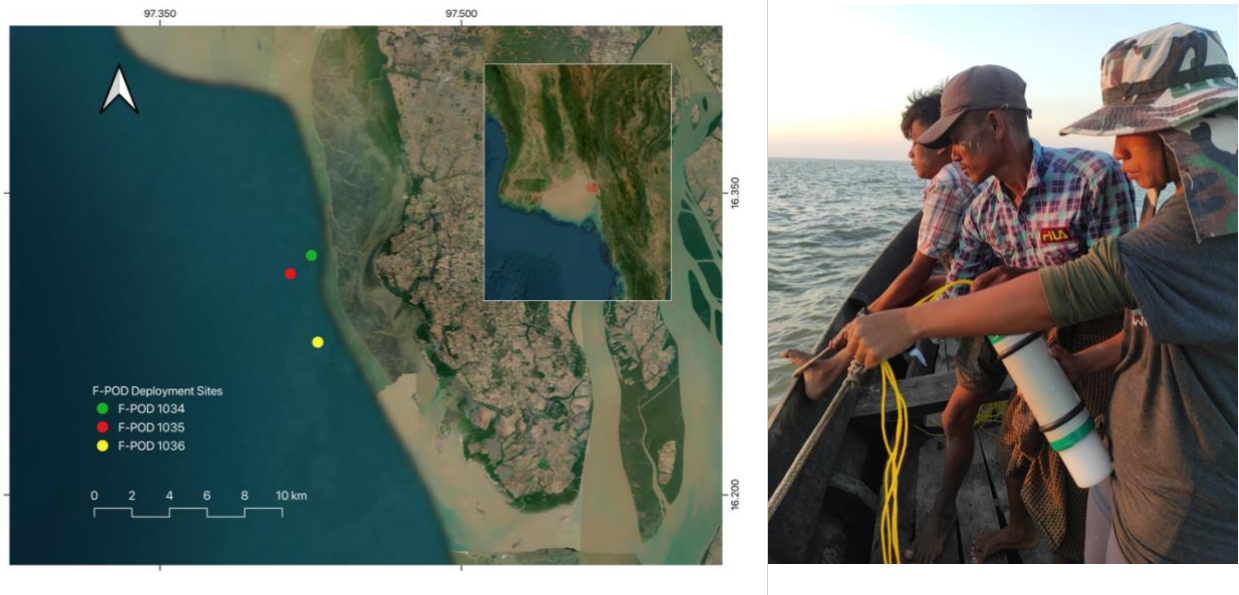 97.350
97.500
16.350
F-POD Deployment Sites
F-POD 1034
F-POD 1035
F-POD 1036
0 2 4 6 8 10 km
16.200
FILA